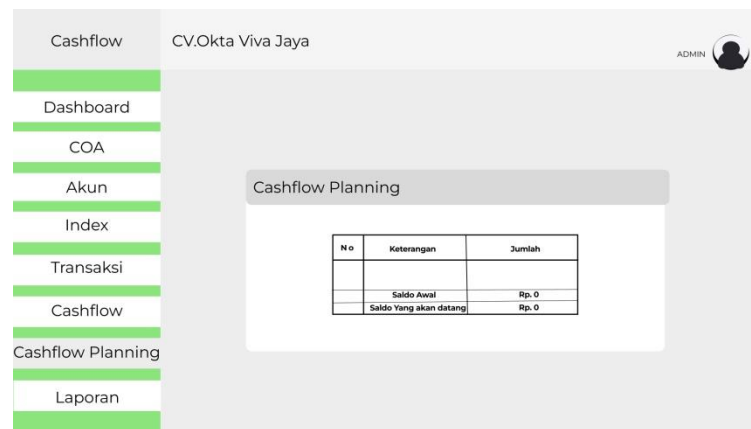 Cashflow
CV.Okta Viva Jaya
ADMIN
Dashboard
COA
Akun
Index
Transaksi
Cashflow
Cashflow Planning
Laporan
Cashflow Planning
No Keterangan Jumlah
Saldo Awal Rp. 0
Saldo Yang akan datang Rp. 0